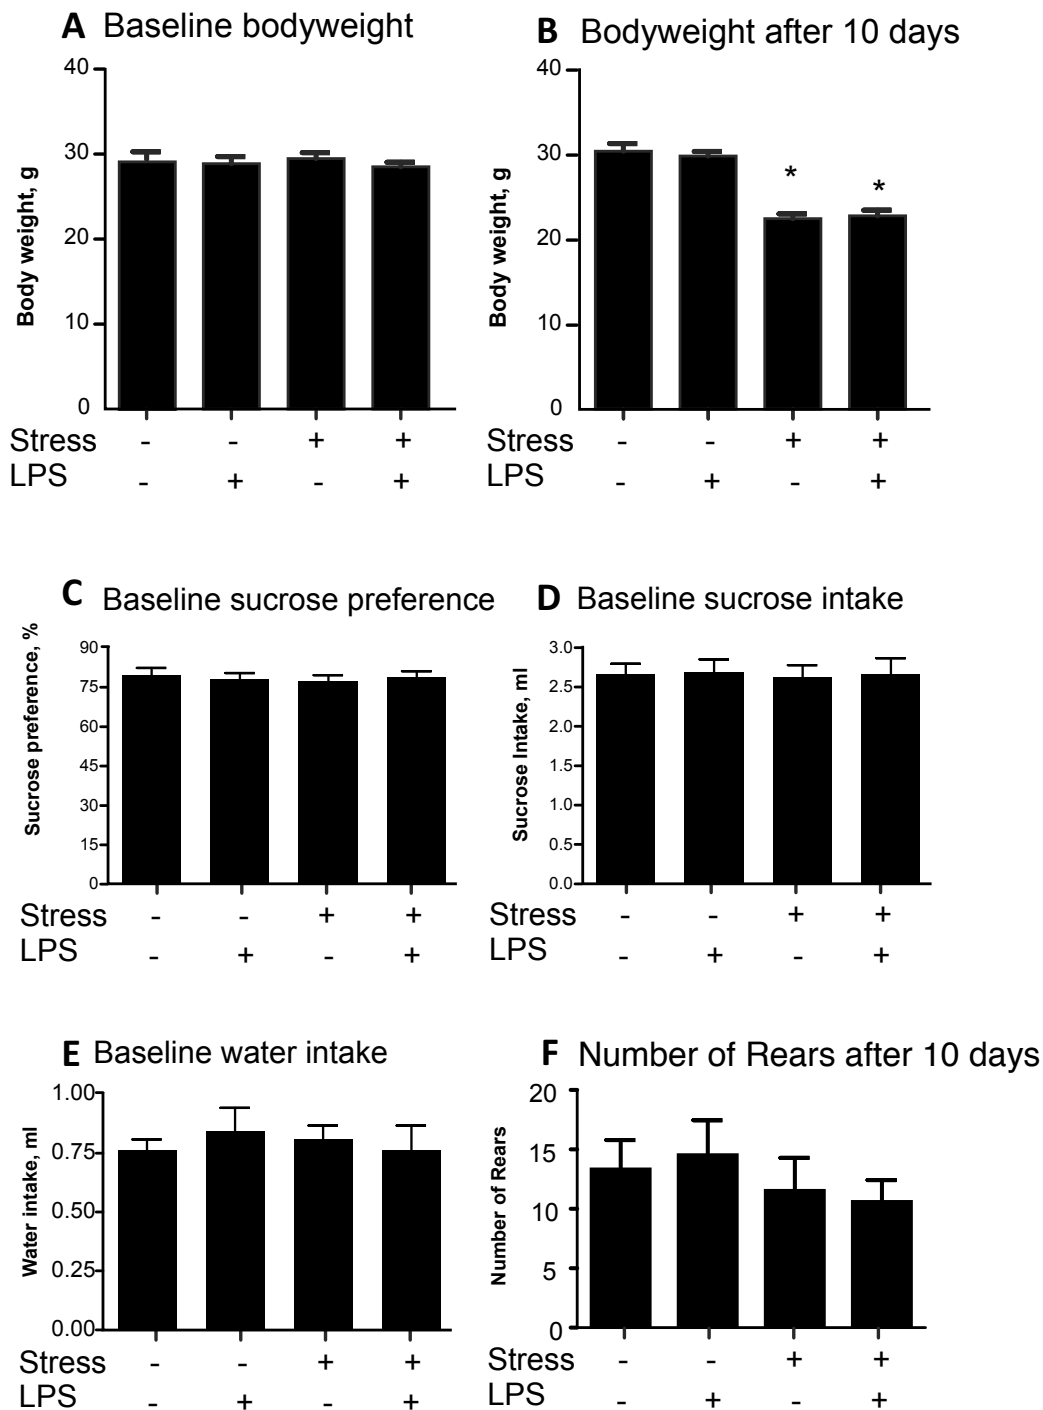 A Baseline bodyweight
40
30
20
10
0
Body weight, g
Stress - - + +
LPS - + - +
B Bodyweight after 10 days
40
30
20
10
0
Body weight, g
*
*
Stress - - + +
LPS - + - +
C Baseline sucrose preference
90
75
60
45
30
15
0
Sucrose preference, %
Stress - - + +
LPS - + - +
D Baseline sucrose intake
3.0
2.5
2.0
1.5
1.0
0.5
0.0
Sucrose Intake, ml
Stress - - + +
LPS - + - +
E Baseline water intake
1.00
0.75
0.50
0.25
0.00
Water intake, ml
Stress - - + +
LPS - + - +
F Number of Rears after 10 days
20
15
10
5
0
Number of Rears
Stress - - + +
LPS - + - +